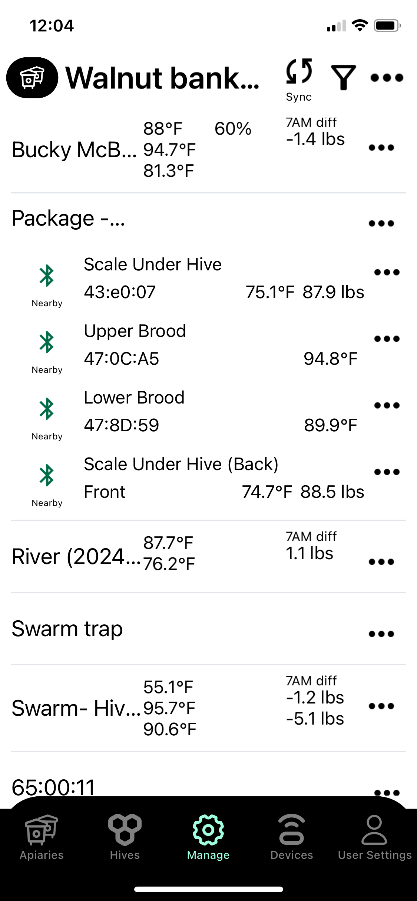 12:04
Walnut bank...
Sync
Bucky McB...
88°F 60%
94.7°F
81.3°F
7AM diff
-1.4 lbs
Package -...
Scale Under Hive
Nearby
43:e0:07 75.1°F 87.9 lbs
Upper Brood
Nearby
47:0C:A5 94.8°F
Lower Brood
Nearby
47:8D:59 89.9°F
Scale Under Hive (Back)
Nearby
Front 74.7°F 88.5 lbs
River (2024...
87.7°F
76.2°F
7AM diff
1.1 lbs
Swarm trap
Swarm- Hiv...
55.1°F
95.7°F
90.6°F
7AM diff
-1.2 lbs
-5.1 lbs
65:00:11
Apiaries Hives Manage Devices User Settings